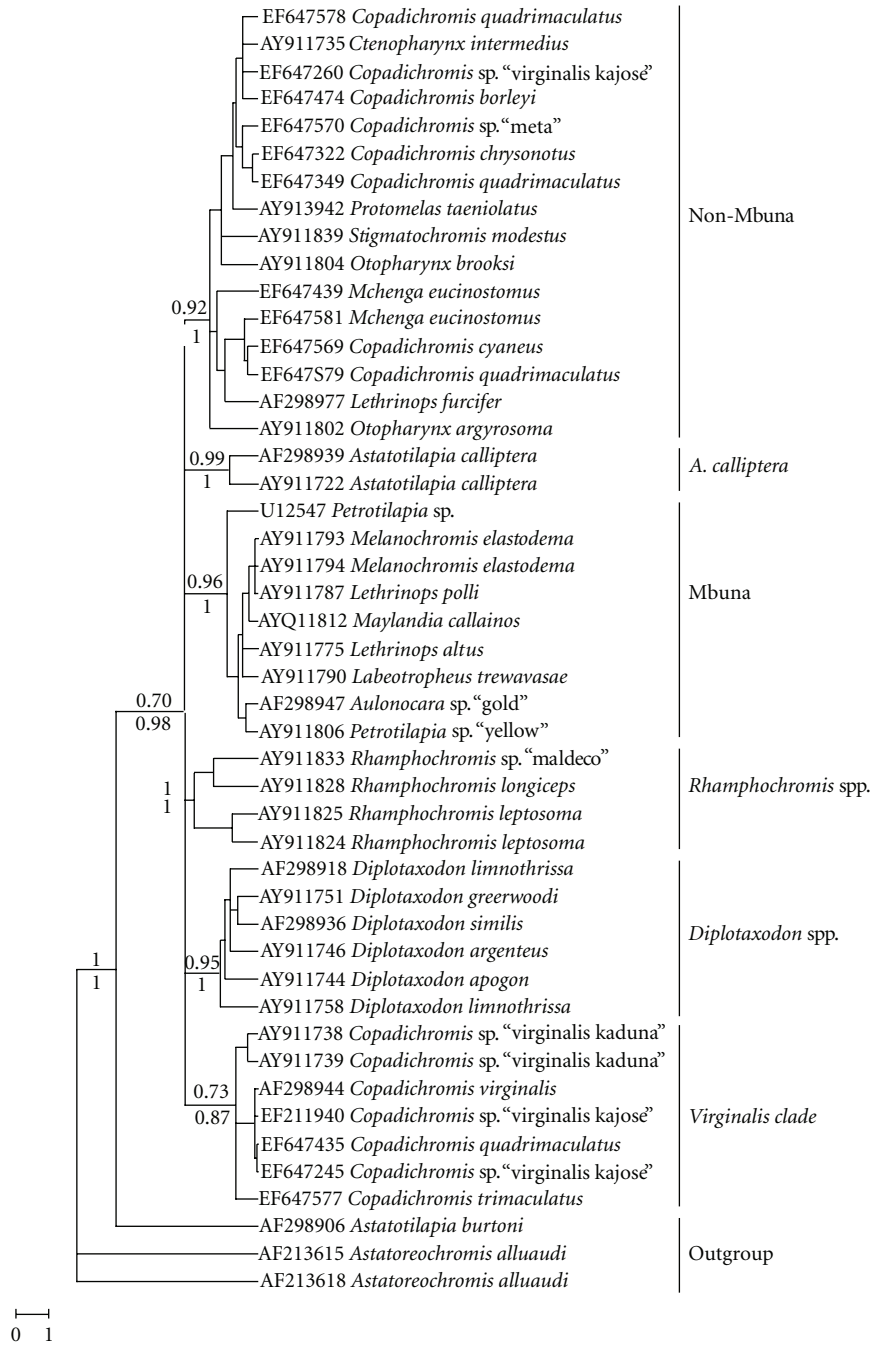 EF647578 Copadichromis quadrimaculatus
AY911735 Ctenopharynx intermedius
EF647260 Copadichromis sp. “virginalis kajose”
EF647474 Copadichromis borleyi
EF647570 Copadichromis sp. “meta”
EF647322 Copadichromis chrysonotus
EF647349 Copadichromis quadrimaculatus
AY913942 Protomelas taeniolatus
Non-Mbuna
AY911839 Stigmatochromis modestus
AY911804 Otopharynx brooksi
EF647439 Mchenga eucinostomus
0.92
EF647581 Mchenga eucinostomus
1
EF647569 Copadichromis cyaneus
EF647S79 Copadichromis quadrimaculatus
AF298977 Lethrinops furcifer
AY911802 Otopharynx argyrosoma
0.99
AF298939 Astatotilapia calliptera
A. calliptera
1
AY911722 Astatotilapia calliptera
U12547 Petrotilapia sp.
AY911793 Melanochromis elastodema
AY911794 Melanochromis elastodema
0.96
AY911787 Lethrinops polli
Mbuna
1
AYQ11812 Maylandia callainos
AY911775 Lethrinops altus
AY911790 Labeotropheus trewavasae
0.70
AF298947 Aulonocara sp. “gold”
0.98
AY911806 Petrotilapia sp. “yellow”
AY911833 Rhamphochromis sp. “maldeco”
1
AY911828 Rhamphochromis longiceps
Rhamphochromis spp.
1
AY911825 Rhamphochromis leptosoma
AY911824 Rhamphochromis leptosoma
AF298918 Diplotaxodon limnothrissa
AY911751 Diplotaxodon greerwoodi
AF298936 Diplotaxodon similis
Diplotaxodon spp.
AY911746 Diplotaxodon argenteus
1
0.95
AY911744 Diplotaxodon apogon
1
1
AY911758 Diplotaxodon limnothrissa
AY911738 Copadichromis sp. “virginalis kaduna”
AY911739 Copadichromis sp. “virginalis kaduna”
0.73
AF298944 Copadichromis virginalis
0.87
EF211940 Copadichromis sp. “virginalis kajose”
Virginalis clade
EF647435 Copadichromis quadrimaculatus
EF647245 Copadichromis sp. “virginalis kajose”
EF647577 Copadichromis trimaculatus
AF298906 Astatotilapia burtoni
AF213615 Astatoreochromis alluaudi
Outgroup
AF213618 Astatoreochromis alluaudi
0 1